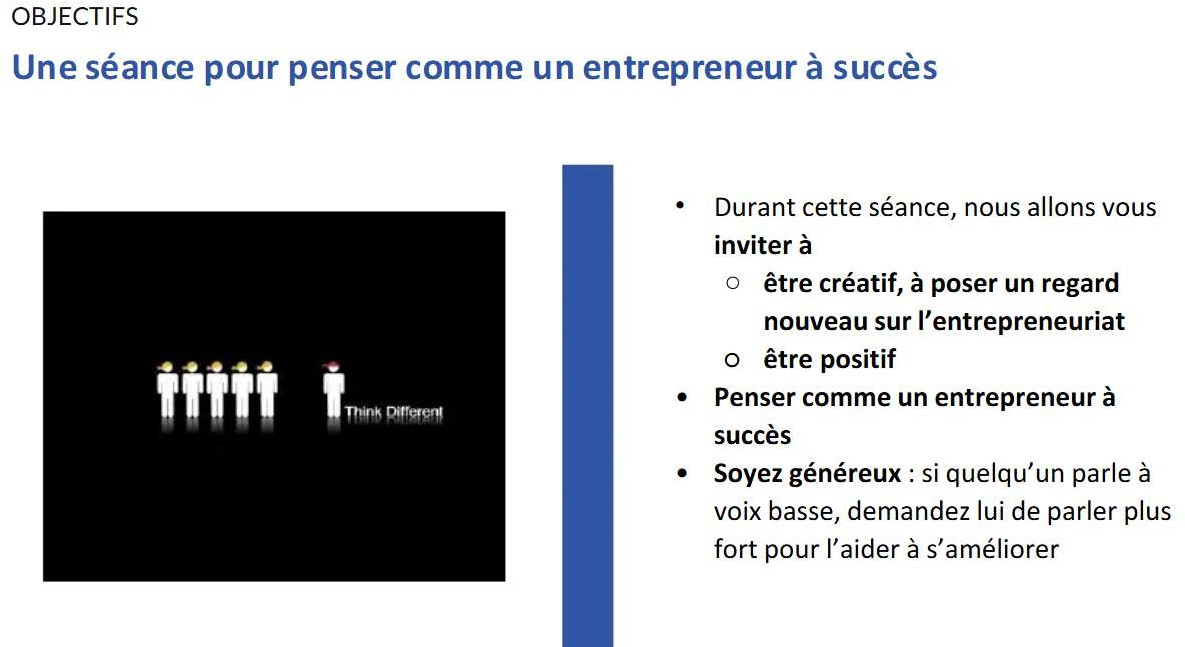 OBJECTIFS
Une séance pour penser comme un entrepreneur à succès
Think Different
• Durant cette séance, nous allons vous
inviter à
○ être créatif, à poser un regard
nouveau sur l’entrepreneuriat
○ être positif
• Penser comme un entrepreneur à
succès
• Soyez généreux : si quelqu’un parle à
voix basse, demandez lui de parler plus
fort pour l’aider à s’améliorer